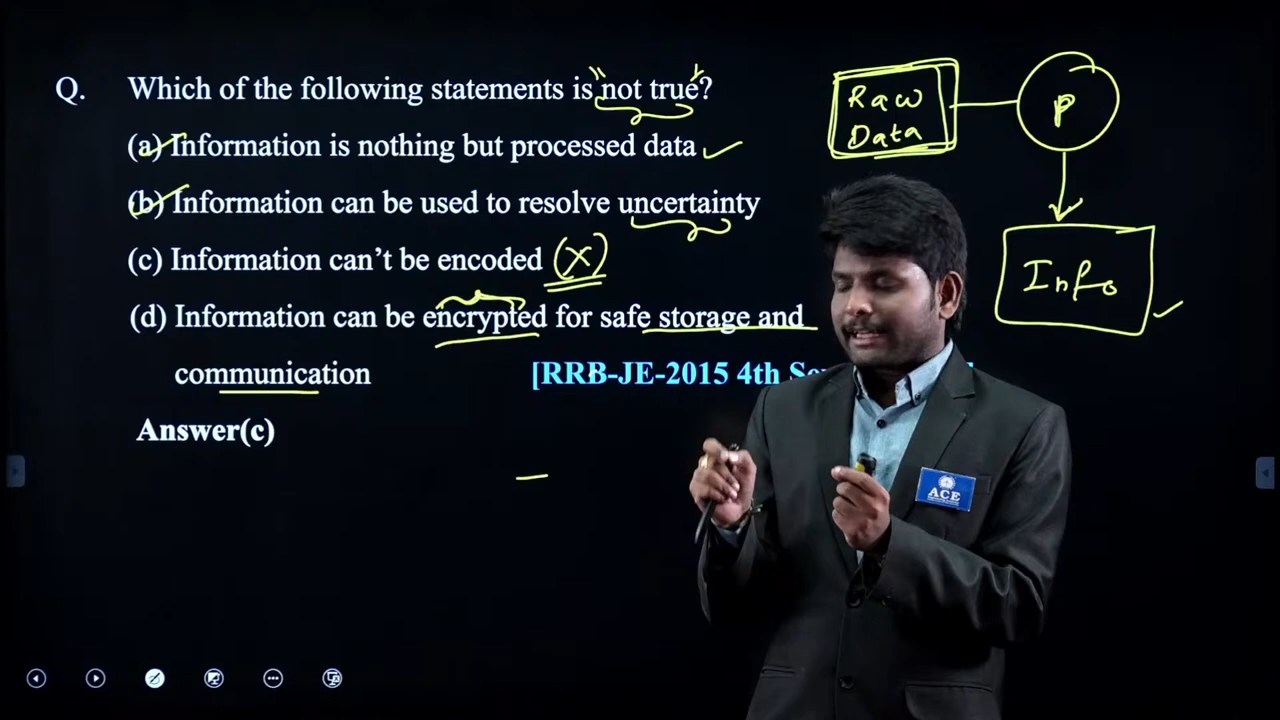 Q. Which of the following statements is "not true"?
(a) Information is nothing but processed data
(b) Information can be used to resolve uncertainty
(c) Information can't be encoded (X)
(d) Information can be encrypted for safe storage and
communication [RRB-JE-2015 4th
Answer(c)
Raw
Data
P
Info
ACE